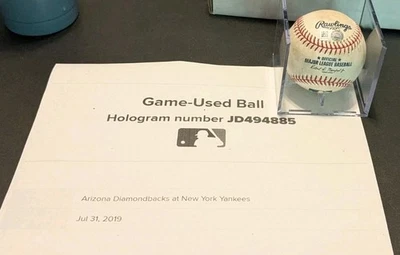 Rawlings
OFFICIAL
MAJOR LEAGUE BASEBALL
Game-Used Ball
Hologram number JD494885
Arizona Diamondbacks at New York Yankees
Jul 31, 2019